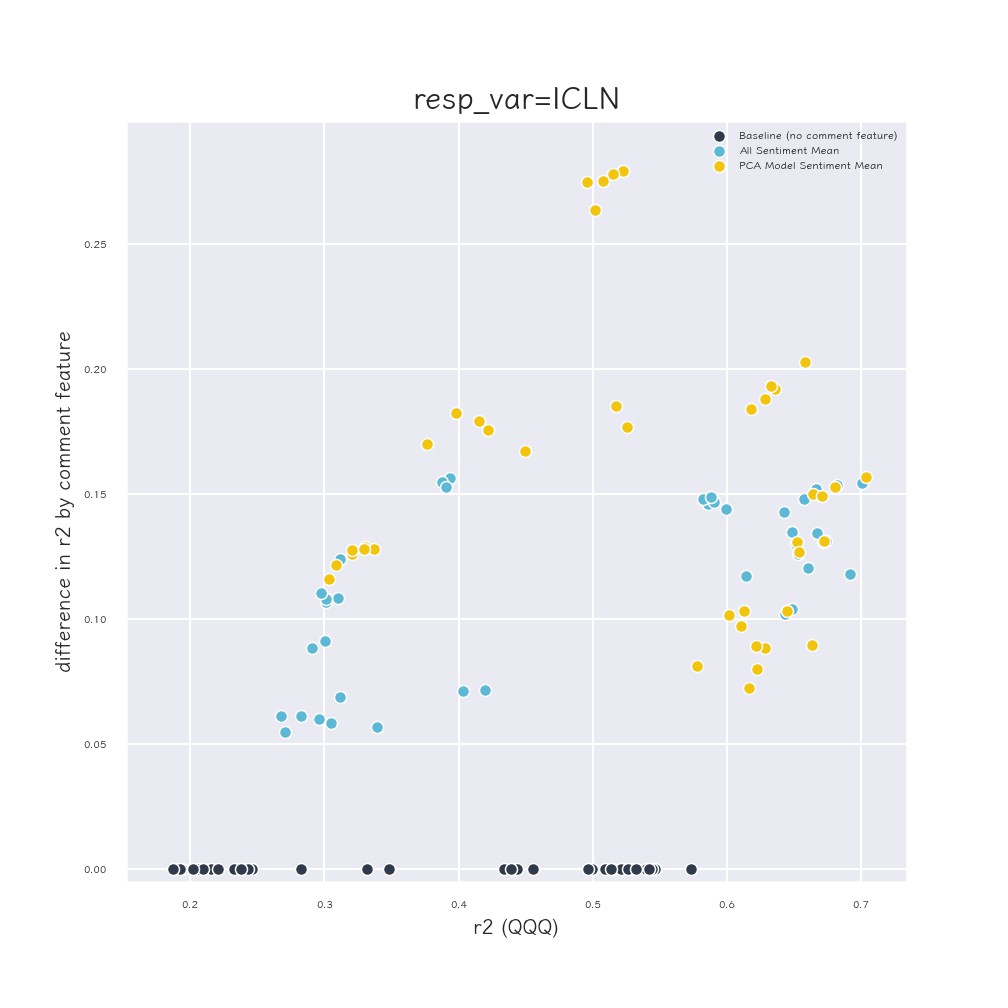 resp_var=ICLN
Baseline (no comment feature)
All Sentiment Mean
PCA Model Sentiment Mean
difference in r2 by comment feature
0.25
0.20
0.15
0.10
0.05
0.00
0.2 0.3 0.4 0.5 0.6 0.7
r2 (QQQ)